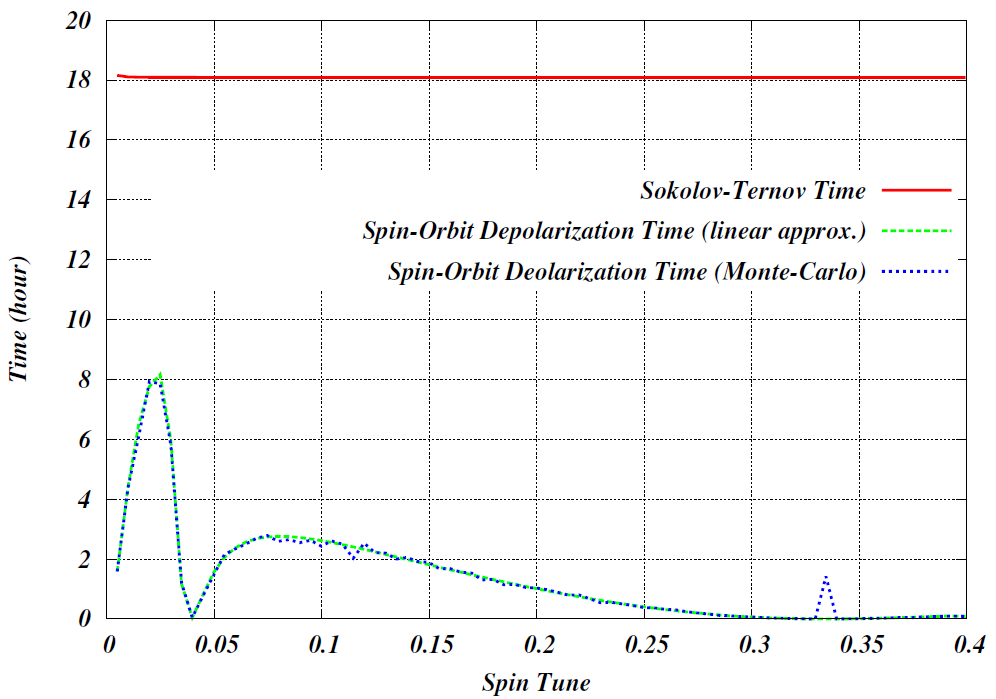 20
18
16
14
12
10
8
6
4
2
0
Time (hour)
Sokolov-Ternov Time
Spin-Orbit Depolarization Time (linear approx.)
Spin-Orbit Deolarization Time (Monte-Carlo)
0 0.05 0.1 0.15 0.2 0.25 0.3 0.35 0.4
Spin Tune